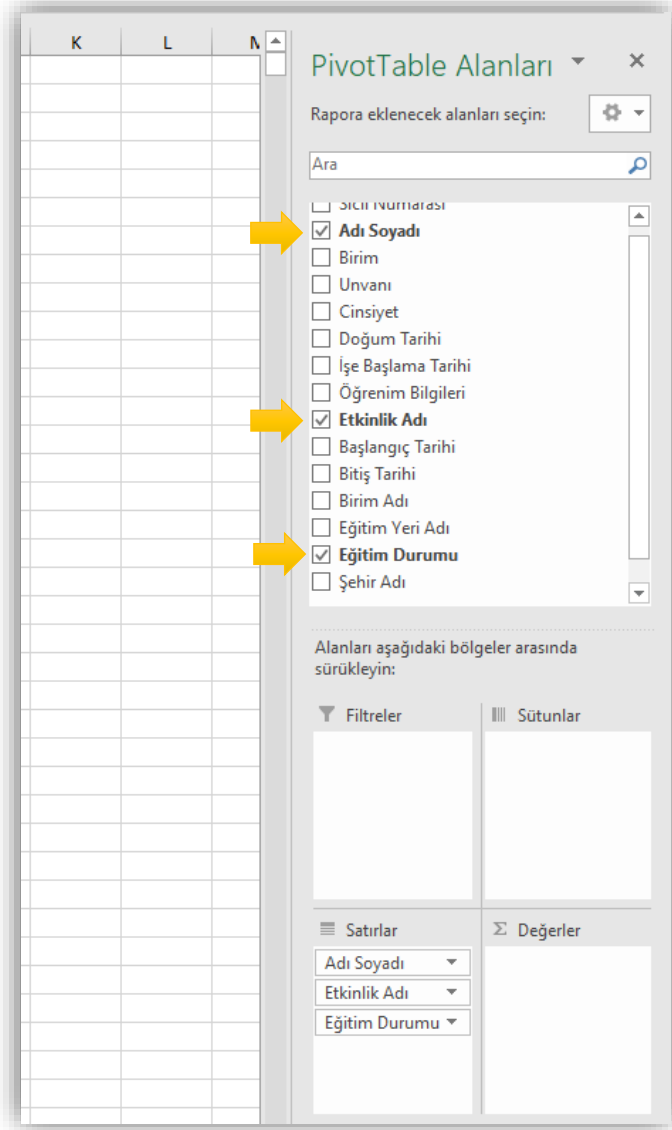 K L
PivotTable Alanları
Rapora eklenecek alanları seçin:
Ara
Sicil Numarası
Adı Soyadı
Birim
Unvanı
Cinsiyet
Doğum Tarihi
İşe Başlama Tarihi
Öğrenim Bilgileri
Etkinlik Adı
Başlangıç Tarihi
Bitiş Tarihi
Birim Adı
Eğitim Yeri Adı
Eğitim Durumu
Şehir Adı
Alanları aşağıdaki bölgeler arasında
sürükleyin:
Filtreler
Sütunlar
Satırlar
Σ Değerler
Adı Soyadı
Etkinlik Adı
Eğitim Durumu